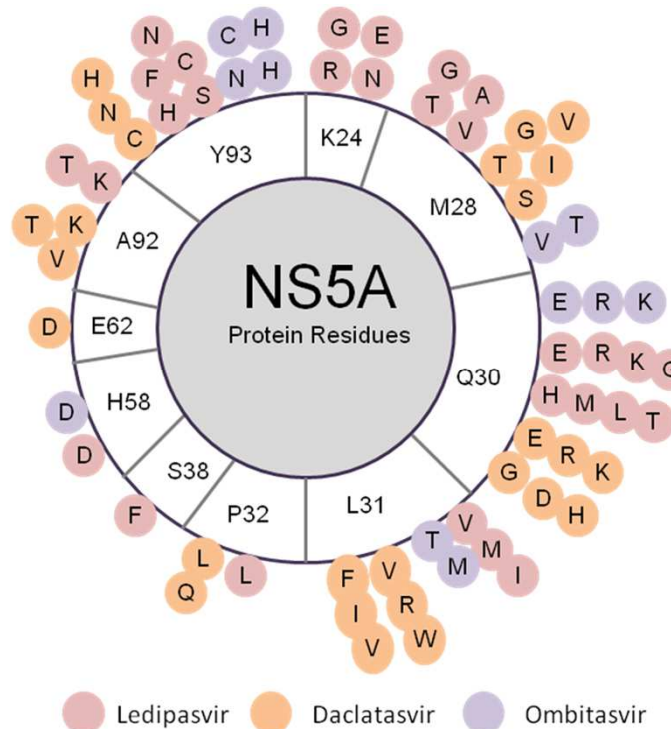 N C H G E
F C N H R N G
H N C H S T A V
T G V I S
T K V T
Y93 K24
M28
A92
T K V
E R K
NS5A
Protein Residues
D E62
E R K G
Q30
H M L T
D H58
D
E R K
G D H
S38
L31
F P32
T V M I
M
L Q L
F V
I R
V W
Ledipasvir Daclatasvir Ombitasvir